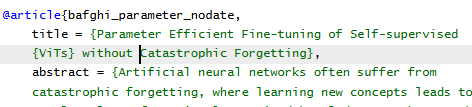 @article{bafghi_parameter_nodate,
title = {Parameter Efficient Fine-tuning of Self-supervised
{ViTs} without Catastrophic Forgetting},
abstract = {Artificial neural networks often suffer from
catastrophic forgetting, where learning new concepts leads to